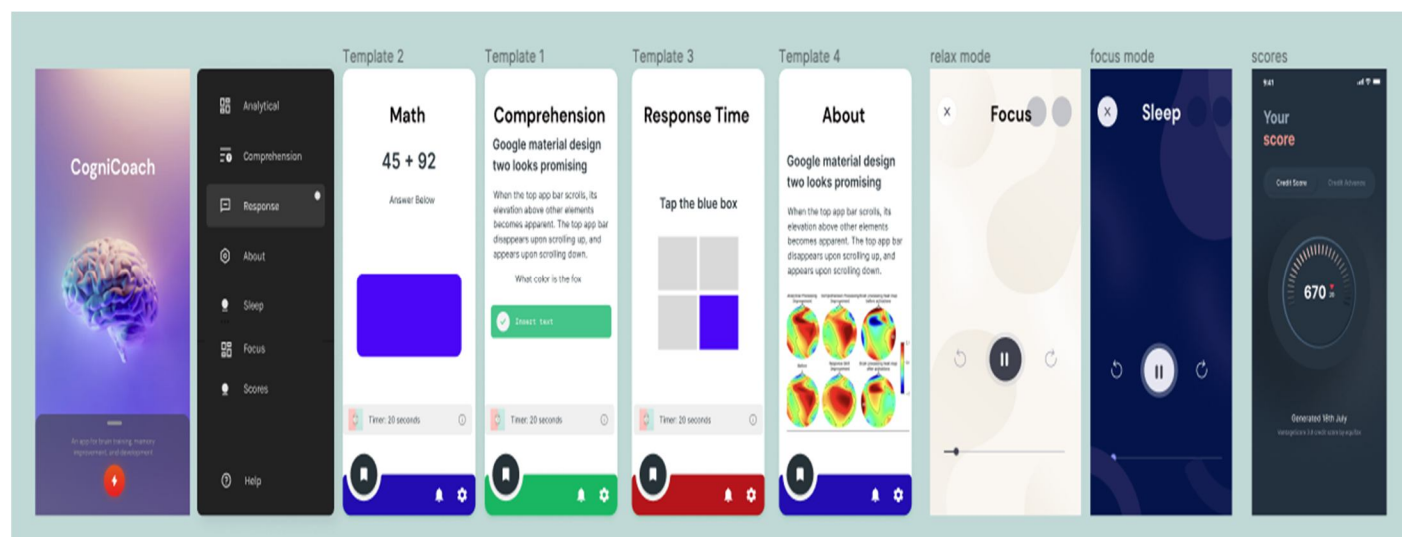 CogniCoach
An app for brain training, memory
improvement, and development
Analytical
Comprehension
Response
About
Sleep
Focus
Scores
Help
Template 2
Math
45 + 92
Answer Below
Timer: 20 seconds
Template 1
Comprehension
Google material design
two looks promising
When the top app bar scrolls, its
elevation above other elements
becomes apparent. The top app bar
disappears upon scrolling up, and
appears upon scrolling down.
What color is the fox
Insert text
Timer: 20 seconds
Template 3
Response Time
Tap the blue box
Timer: 20 seconds
Template 4
About
Google material design
two looks promising
When the top app bar scrolls, its
elevation above other elements
becomes apparent. The top app bar
disappears upon scrolling up, and
appears upon scrolling down.
relax mode
Focus
focus mode
Sleep
scores
9:41
Your
score
Credit Score
Credit Advance
670
Generated 18th July